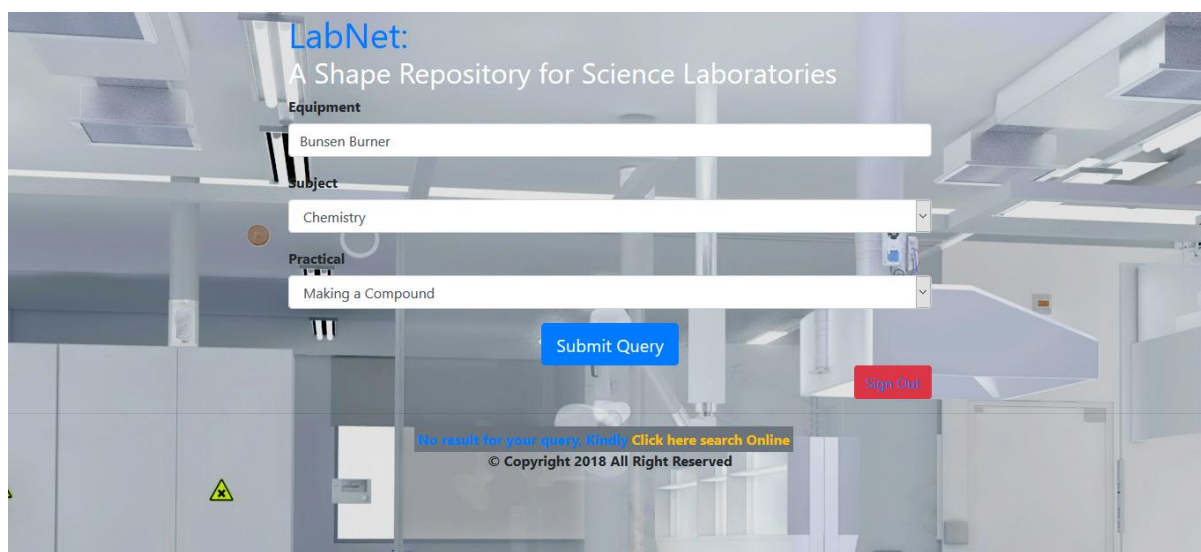 LabNet:
A Shape Repository for Science Laboratories
Equipment
Bunsen Burner
Subject
Chemistry
Practical
Making a Compound
Submit Query
Sign Out
No result for your query, Kindly Click here search Online
© Copyright 2018 All Right Reserved